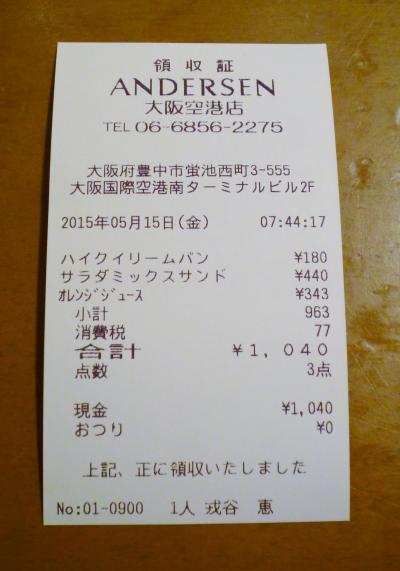 領収証
ANDERSEN
大阪空港店
TEL 06-6856-2275
大阪府豊中市蛍池西町3-555
大阪国際空港南ターミナルビル2F
2015年05月15日(金) 07:44:17
ハイクイリームパン ¥180
サラダミックスサンド ¥440
ｵﾚﾝｼﾞｼﾞｭｰｽ ¥343
小計 963
消費税 77
合計 ¥1,040
点数 3点
現金 ¥1,040
おつり ¥0
上記、正に領収いたしました
No:01-0900 1人 戎谷 恵